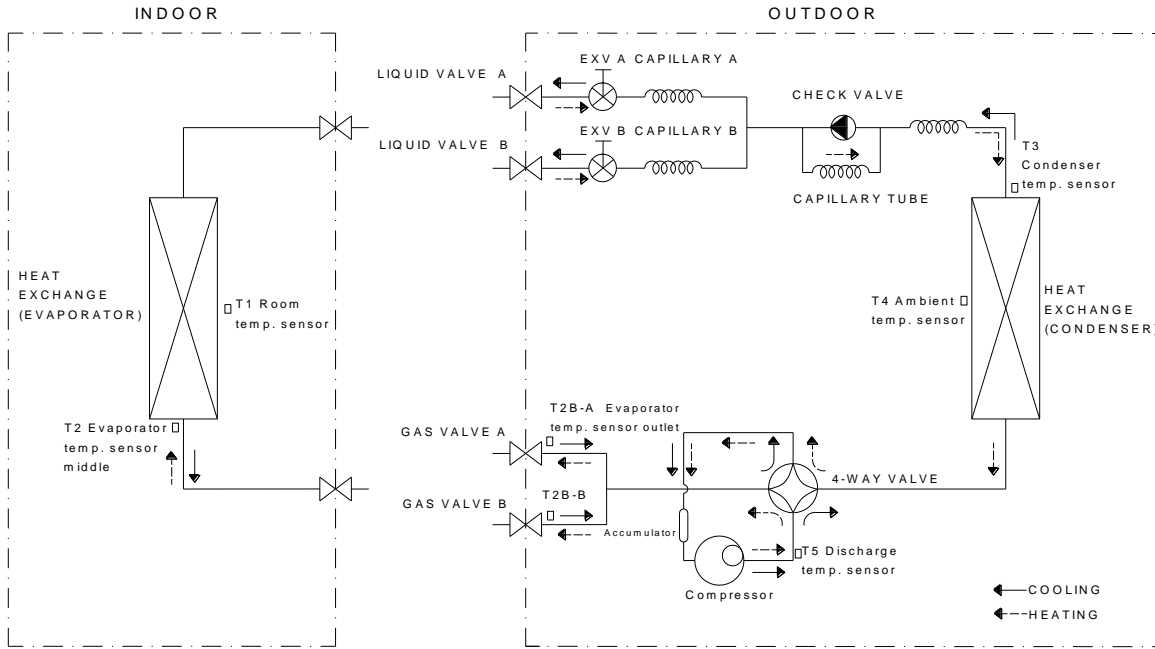 INDOOR
OUTDOOR
EXV A CAPILLARY A
LIQUID VALVE A
CHECK VALVE
EXV B CAPILLARY B
LIQUID VALVE B
T3
Condenser
temp. sensor
CAPILLARY TUBE
HEAT
EXCHANGE
(EVAPORATOR)
T1 Room
temp. sensor
T4 Ambient
temp. sensor
HEAT
EXCHANGE
(CONDENSER)
T2 Evaporator
temp. sensor
middle
T2B-A Evaporator
temp. sensor outlet
GAS VALVE A
4-WAY VALVE
T2B-B
GAS VALVE B
Accumulator
T5 Discharge
temp. sensor
Compressor
COOLING
HEATING